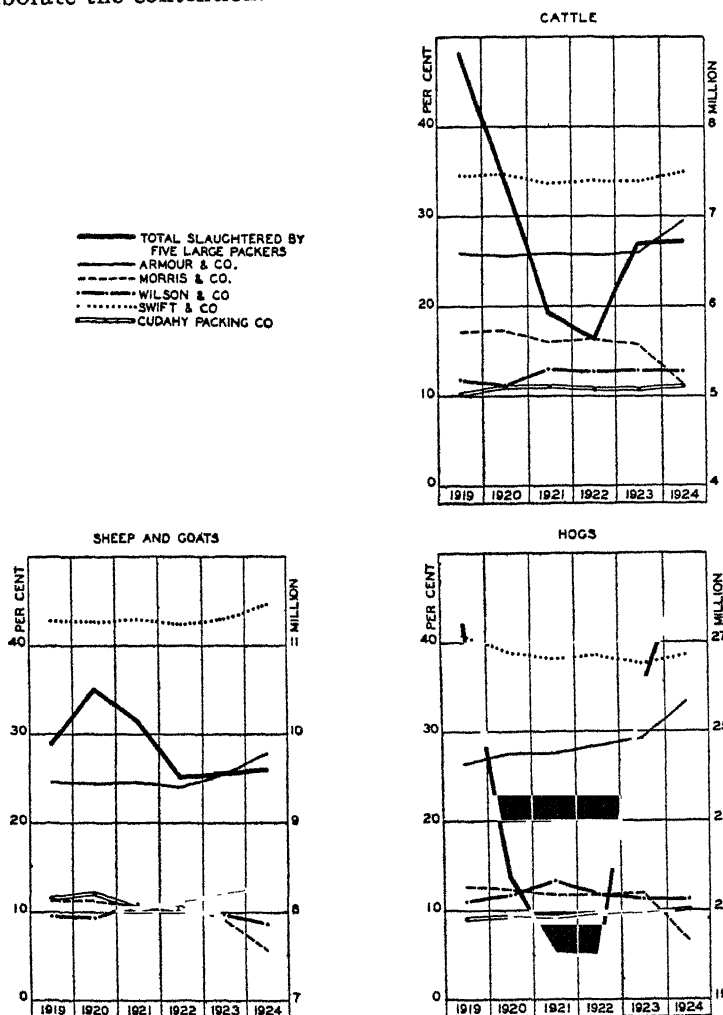 the contention.
CATTLE
PER CENT
MILLION
40
30
20
10
0
8
7
6
5
4
1919 1920 1921 1922 1923 1924
TOTAL SLAUGHTERED BY
FIVE LARGE PACKERS
ARMOUR & CO.
MORRIS & CO.
WILSON & CO
SWIFT & CO
CUDAHY PACKING CO
SHEEP AND GOATS
PER CENT
MILLION
40
30
20
10
0
11
10
9
8
7
1919 1920 1921 1922 1923 1924
HOGS
PER CENT
MILLION
40
30
20
10
0
27
1919 1920 1921 1922 1923 1924